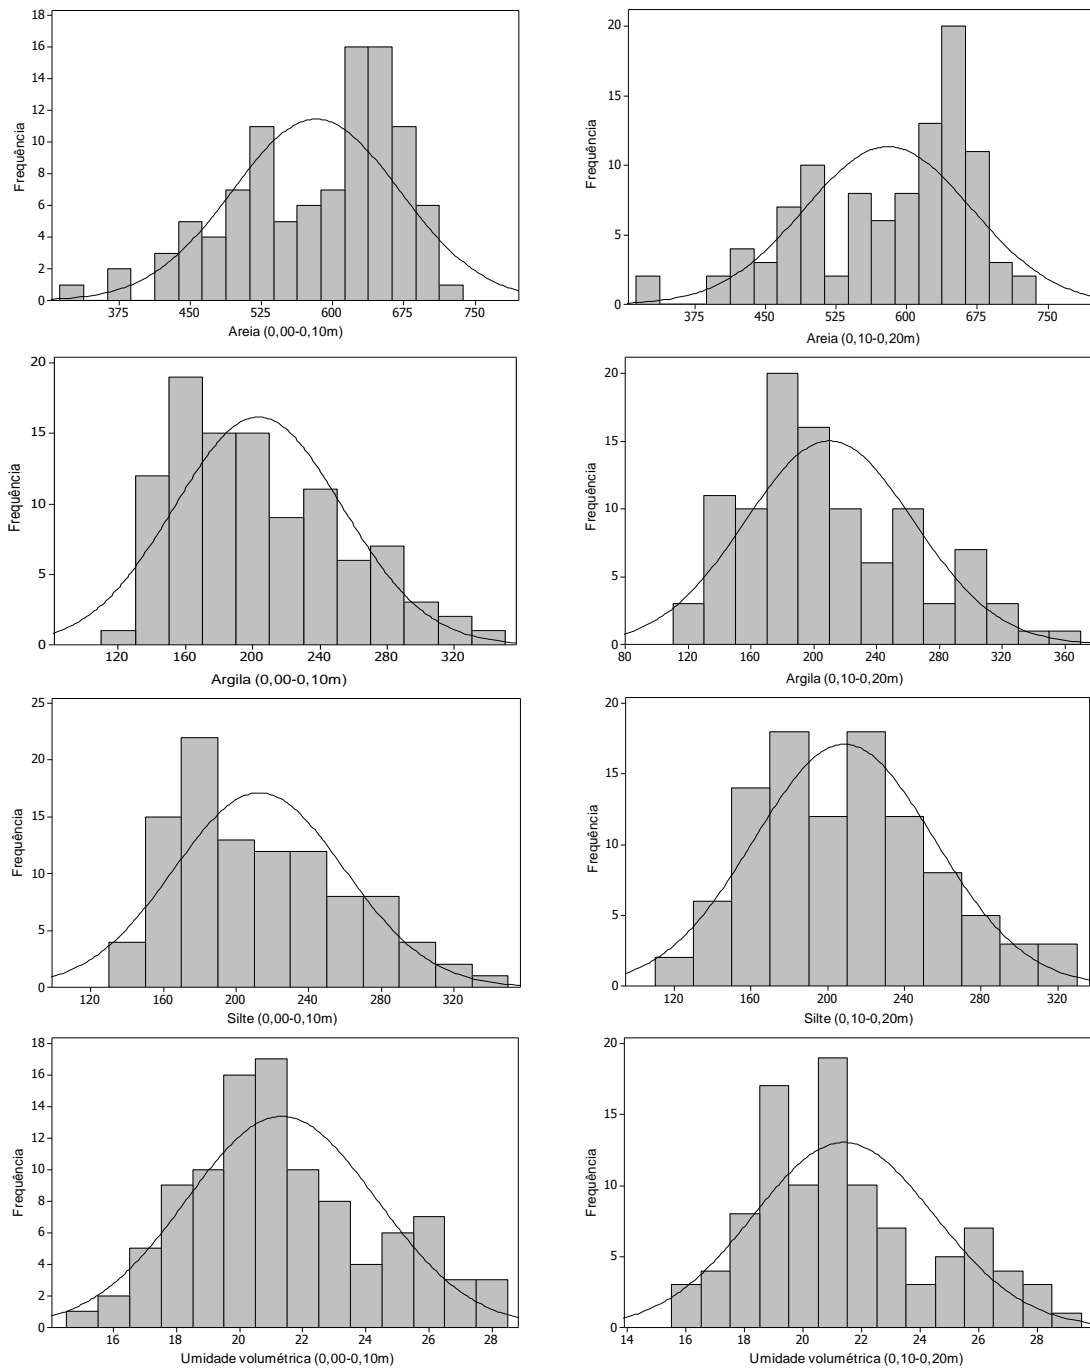 18
16
14
12
10
8
6
4
2
0
Frequência
375 450 525 600 675 750
Areia (0,00-0,10m)
20
15
10
5
0
Frequência
375 450 525 600 675 750
Areia (0,10-0,20m)
20
15
10
5
0
Frequência
120 160 200 240 280 320
Argila (0,00-0,10m)
20
15
10
5
0
Frequência
80 120 160 200 240 280 320 360
Argila (0,10-0,20m)
25
20
15
10
5
0
Frequência
120 160 200 240 280 320
Silte (0,00-0,10m)
20
15
10
5
0
Frequência
120 160 200 240 280 320
Silte (0,10-0,20m)
18
16
14
12
10
8
6
4
2
0
Frequência
16 18 20 22 24 26 28
Umidade volumétrica (0,00-0,10m)
20
15
10
5
0
Frequência
14 16 18 20 22 24 26 28
Umidade volumétrica (0,10-0,20m)